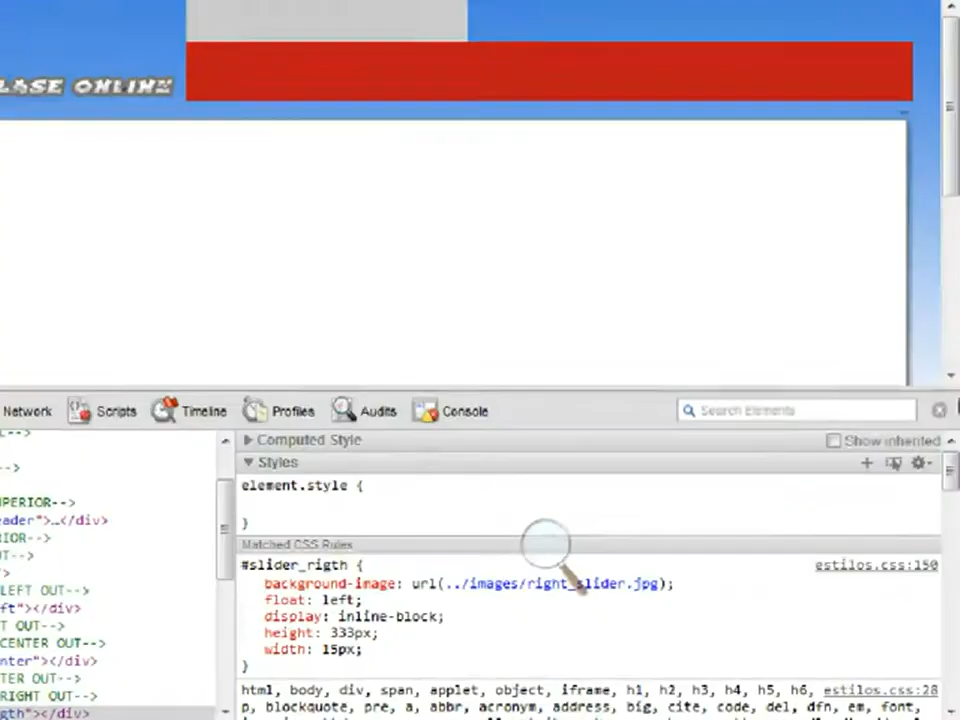 ONLINE
Network Scripts Timeline Profiles Audits Console Search Elements
Computed Style Show inherited
-->
Styles
element.style {
-->
}
PERIOR-->
ader">…</div>
Matched CSS Rules
IOR-->
#slider_rigth { estilos.css:150
OUT-->
background-image: url(../images/right_slider.jpg);
">
float: left;
LEFT OUT-->
ft"></div>
display: inline-block;
T OUT-->
height: 333px;
CENTER OUT-->
width: 15px;
nter"></div>
}
TER OUT-->
RIGHT OUT-->
html, body, div, span, applet, object, iframe, h1, h2, h3, h4, h5, h6, estilos.css:28
gth"></div>
p, blockquote, pre, a, abbr, acronym, address, big, cite, code, del, dfn, em, font,